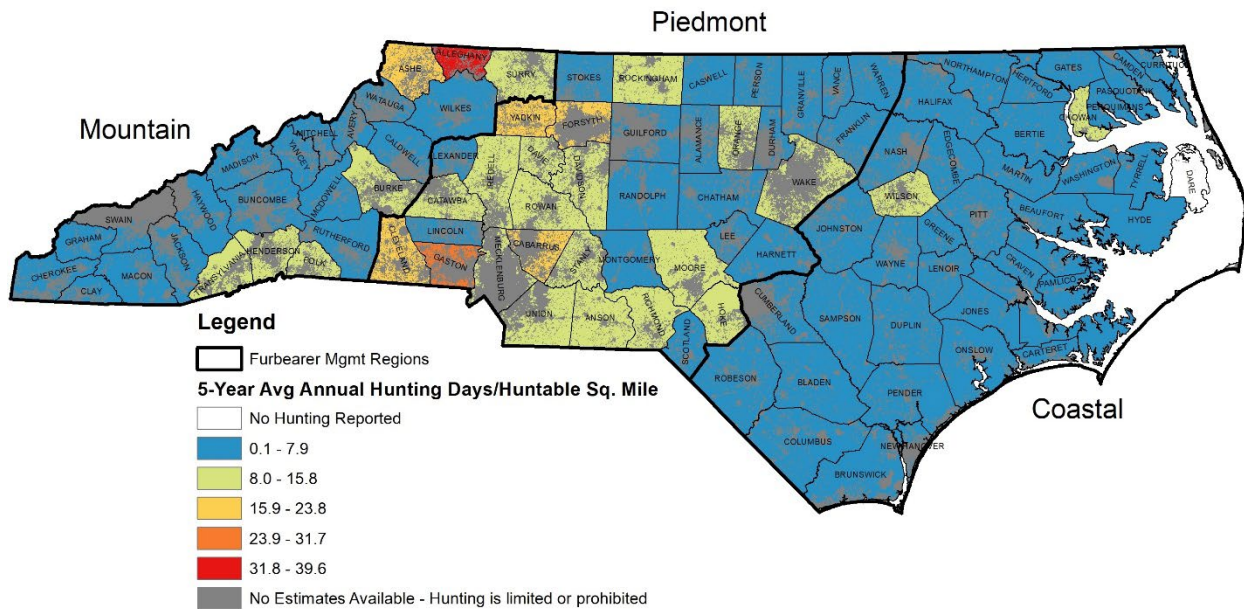 Piedmont
Mountain
Coastal
ALLEGHANY
ASHE
SURRY
STOKES
ROCKINGHAM
CASWELL
PERSON
GRANVILLE
VANCE
WARREN
NORTHAMPTON
HERTFORD
GATES
CAMDEN
CURRITUCK
PASQUOTANK
PERQUIMANS
CHOWAN
WATAUGA
WILKES
YADKIN
FORSYTH
GUILFORD
ALAMANCE
ORANGE
DURHAM
FRANKLIN
HALIFAX
BERTIE
MITCHELL
AVERY
YANCEY
MADISON
CALDWELL
ALEXANDER
IREDELL
DAVIE
DAVIDSON
RANDOLPH
CHATHAM
WAKE
NASH
EDGECOMBE
MARTIN
WASHINGTON
TYRRELL
DARE
HAYWOOD
BUNCOMBE
MCDOWELL
BURKE
CATAWBA
ROWAN
WILSON
PITT
BEAUFORT
HYDE
SWAIN
GRAHAM
JACKSON
RUTHERFORD
LINCOLN
CABARRUS
STANLY
MONTGOMERY
MOORE
LEE
HARNETT
JOHNSTON
GREENE
WAYNE
LENOIR
CRAVEN
PAMLICO
CHEROKEE
MACON
CLAY
TRANSYLVANIA
HENDERSON
POLK
CLEVELAND
GASTON
MECKLENBURG
UNION
ANSON
RICHMOND
HOKE
SCOTLAND
CUMBERLAND
SAMPSON
DUPLIN
JONES
ONSLOW
CARTERET
ROBESON
BLADEN
PENDER
COLUMBUS
NEW HANOVER
BRUNSWICK
Legend
Furbearer Mgmt Regions
5-Year Avg Annual Hunting Days/Huntable Sq. Mile
No Hunting Reported
0.1 - 7.9
8.0 - 15.8
15.9 - 23.8
23.9 - 31.7
31.8 - 39.6
No Estimates Available - Hunting is limited or prohibited